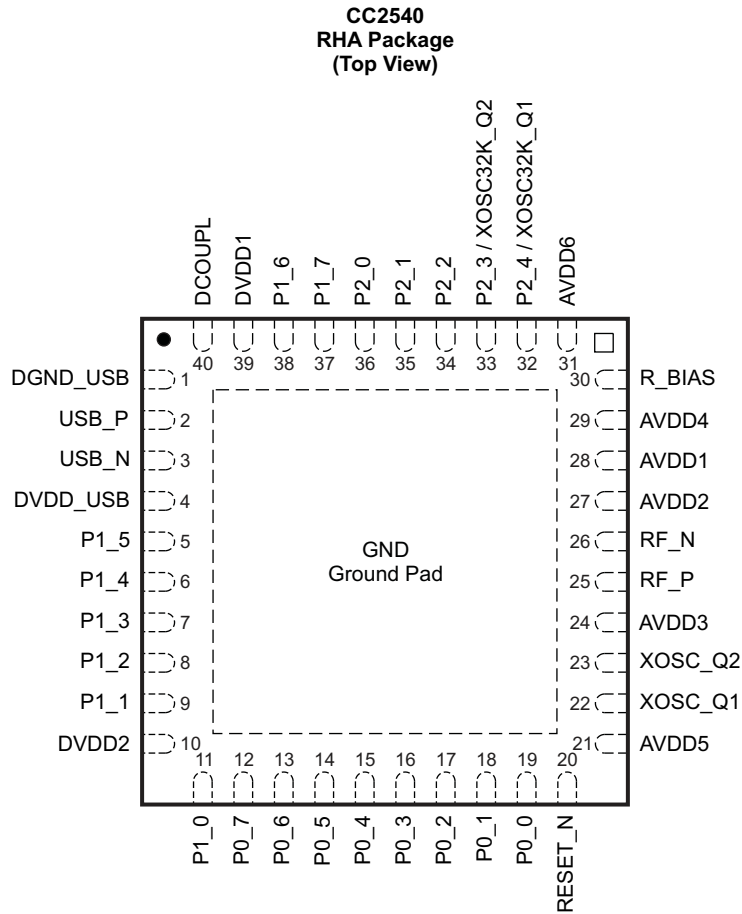 CC2540
RHA Package
(Top View)
DCOUPL
DVDD1
P1_6
P1_7
P2_0
P2_1
P2_2
P2_3 / XOSC32K_Q2
P2_4 / XOSC32K_Q1
AVDD6
40 39 38 37 36 35 34 33 32 31
DGND_USB 1
USB_P 2
USB_N 3
DVDD_USB 4
P1_5 5
P1_4 6
P1_3 7
P1_2 8
P1_1 9
DVDD2 10
GND
Ground Pad
30 R_BIAS
29 AVDD4
28 AVDD1
27 AVDD2
26 RF_N
25 RF_P
24 AVDD3
23 XOSC_Q2
22 XOSC_Q1
21 AVDD5
11 12 13 14 15 16 17 18 19 20
P1_0
P0_7
P0_6
P0_5
P0_4
P0_3
P0_2
P0_1
P0_0
RESET_N